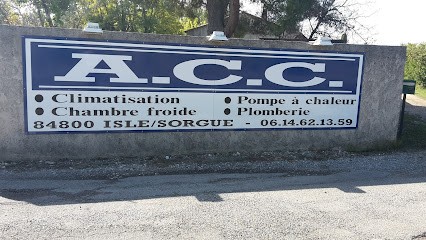 A.C.C.
● Climatisation ● Pompe à chaleur
● Chambre froide ● Plomberie
84800 ISLE/SORGUE - 06.14.62.13.59